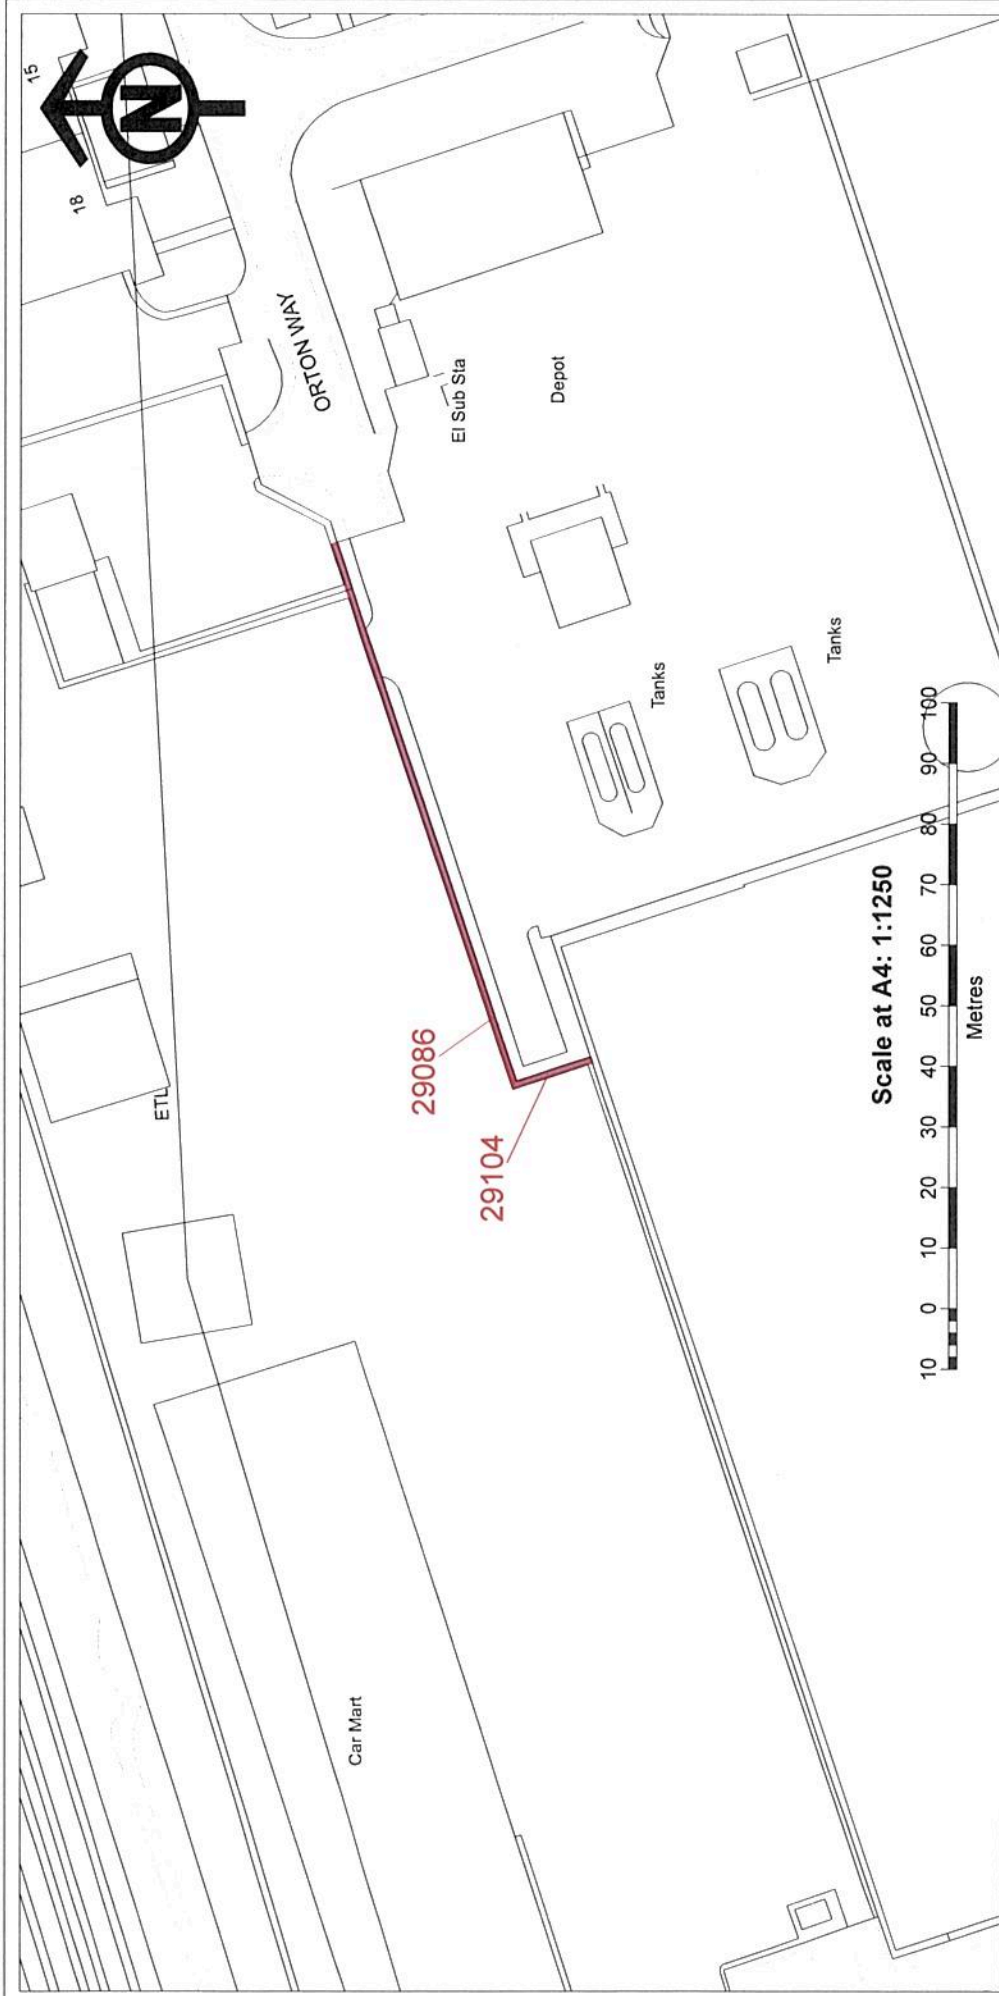 15
18
N
ORTON WAY
El Sub Sta
Depot
ETL
29086
29104
Tanks
Tanks
Car Mart
Scale at A4: 1:1250
10 0 10 20 30 40 50 60 70 80 90 100
Metres